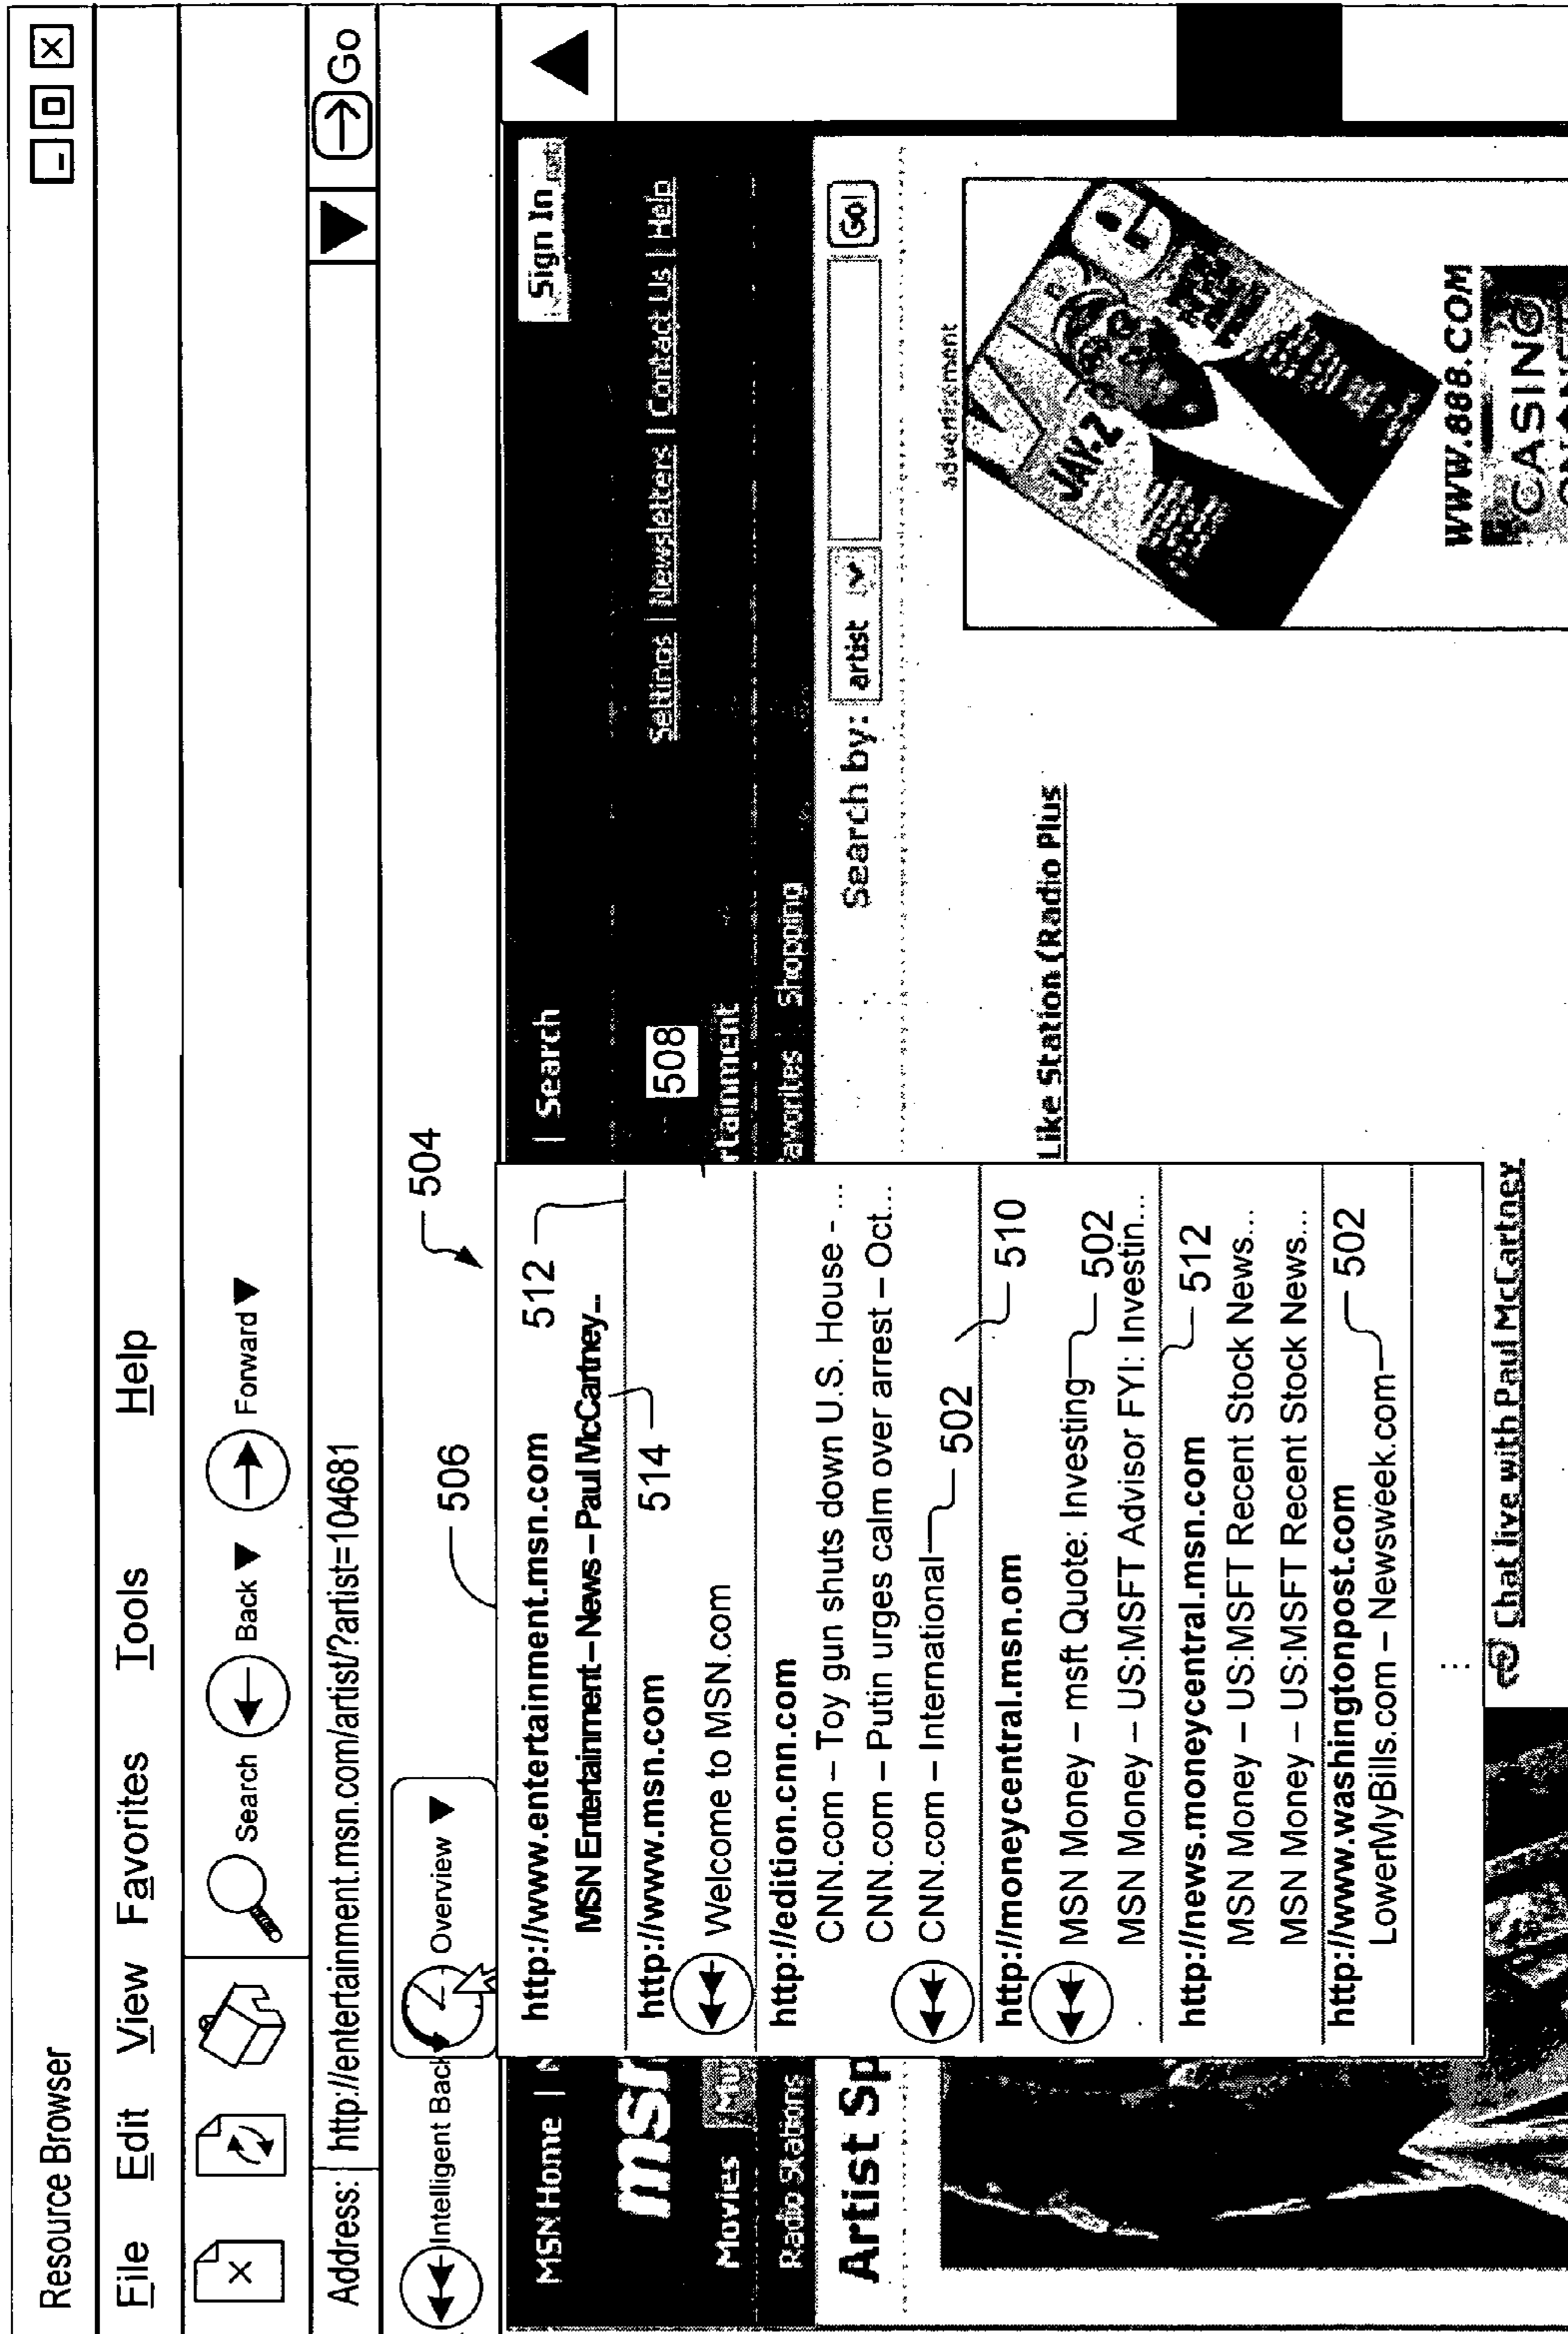 Resource Browser
File Edit View Favorites Tools Help
Search Back Forward
Address: http://entertainment.msn.com/artist/?artist=104681 Go
Intelligent Back Overview
506
504
MSN Home | Search Sign In
msn
508
Settings | Newsletters | Contact Us | Help
Movies Mu rtainment
Radio Stations avorites Shopping
Artist Sp
Search by: artist Go!
advertisement
Like Station (Radio Plus
http://www.entertainment.msn.com 512
MSN Entertainment – News – Paul McCartney...
http://www.msn.com 514
Welcome to MSN.com
http://edition.cnn.com
CNN.com – Toy gun shuts down U.S. House - ...
CNN.com – Putin urges calm over arrest – Oct...
CNN.com – International 502
http://moneycentral.msn.om 510
MSN Money – msft Quote: Investing 502
MSN Money – US:MSFT Advisor FYI: Investin...
http://news.moneycentral.msn.com 512
MSN Money – US:MSFT Recent Stock News...
MSN Money – US:MSFT Recent Stock News...
http://www.washingtonpost.com
LowerMyBills.com – Newsweek.com 502
...
Chat live with Paul McCartney
JAY-Z
WWW.888.COM
CASINO